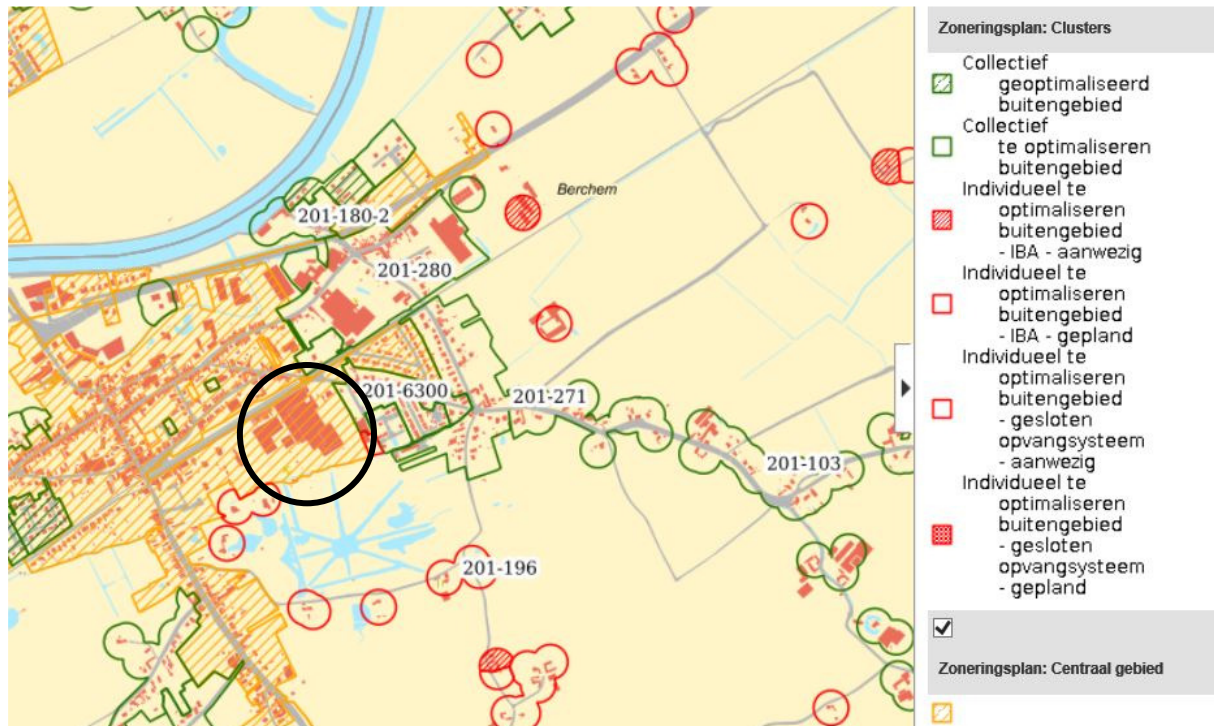 Berchem
201-180-2
201-280
201-6300
201-271
201-103
201-196
Zoneringsplan: Clusters
Collectief
geoptimaliseerd
buitengebied
Collectief
te optimaliseren
buitengebied
Individueel te
optimaliseren
buitengebied
- IBA - aanwezig
Individueel te
optimaliseren
buitengebied
- IBA - gepland
Individueel te
optimaliseren
buitengebied
- gesloten
opvangsysteem
- aanwezig
Individueel te
optimaliseren
buitengebied
- gesloten
opvangsysteem
- gepland
Zoneringsplan: Centraal gebied